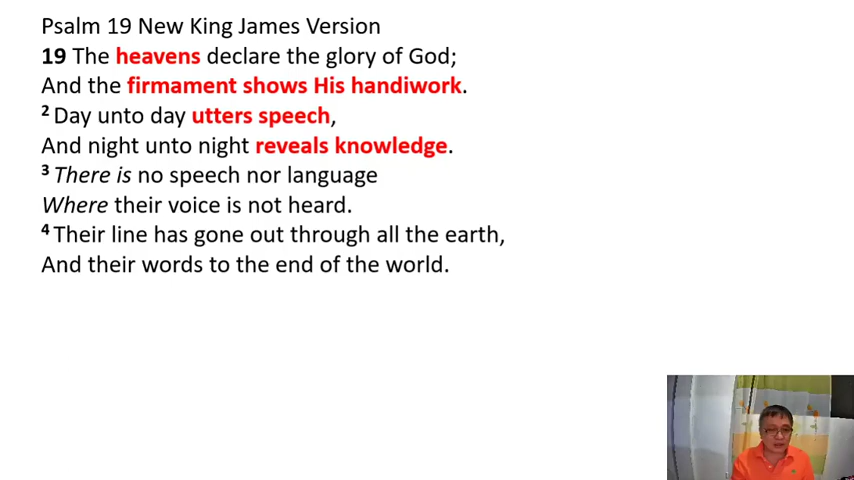 Psalm 19 New King James Version
19 The heavens declare the glory of God;
And the firmament shows His handiwork.
2 Day unto day utters speech,
And night unto night reveals knowledge.
3 There is no speech nor language
Where their voice is not heard.
4 Their line has gone out through all the earth,
And their words to the end of the world.